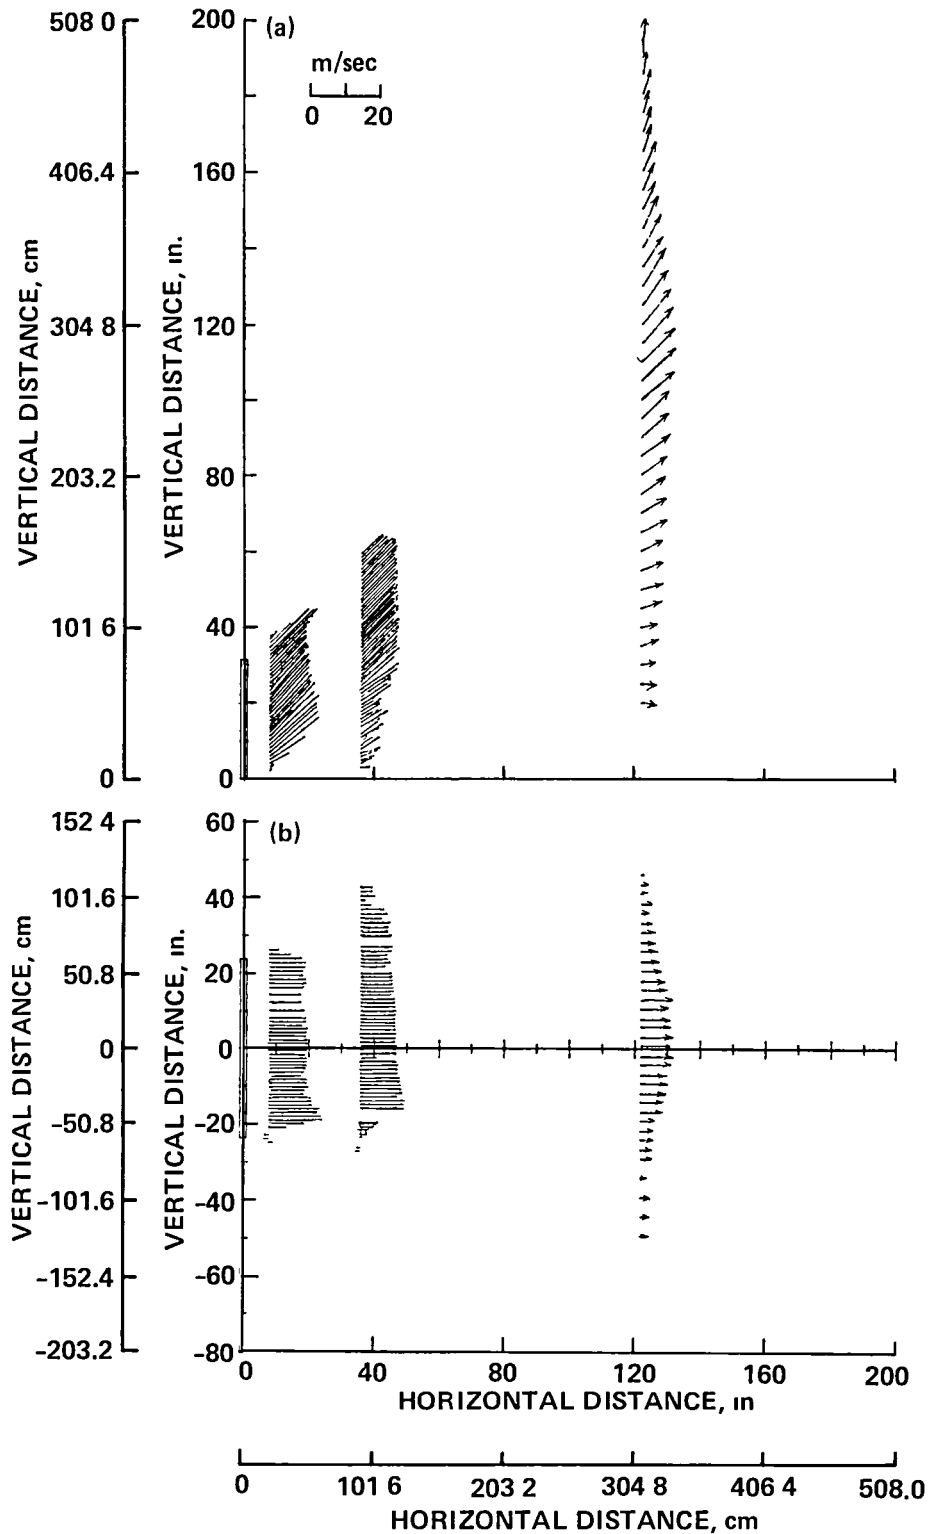 (a)
m/sec
0 20
508 0
406.4
304 8
203.2
101 6
0
VERTICAL DISTANCE, cm
200
160
120
80
40
0
VERTICAL DISTANCE, in.
(b)
152 4
101.6
50.8
0
-50.8
-101.6
-152.4
-203.2
VERTICAL DISTANCE, cm
60
40
20
0
-20
-40
-60
-80
VERTICAL DISTANCE, in.
0 40 80 120 160 200
HORIZONTAL DISTANCE, in
0 101 6 203 2 304 8 406 4 508.0
HORIZONTAL DISTANCE, cm